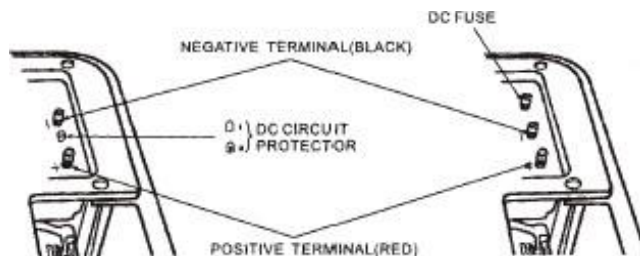 DC FUSE
NEGATIVE TERMINAL(BLACK)
DC CIRCUIT
PROTECTOR
POSITIVE TERMINAL(RED)